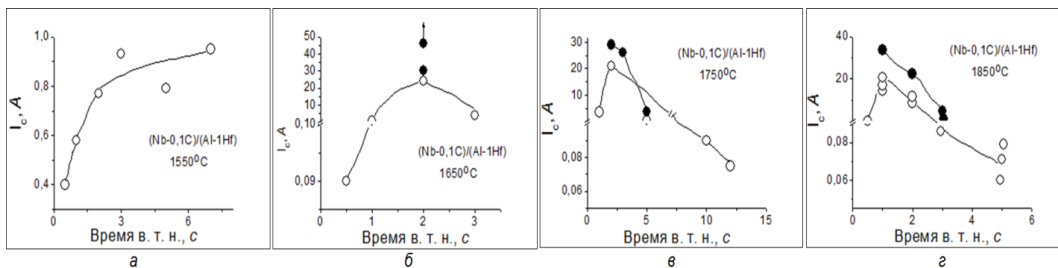 1,0
0,8
0,6
0,4
I_c, A
0
3
6
(Nb-0,1C)/(Al-1Hf)
1550⁰C
Время в. т. н., с
а
50
40
30
20
10
0,10
0,09
I_c, A
0
1
2
3
(Nb-0,1C)/(Al-1Hf)
1650⁰C
Время в. т. н., с
б
30
20
10
0,08
0,06
I_c, A
0
5
10
15
(Nb-0,1C)/(Al-1Hf)
1750⁰C
Время в. т. н., с
в
40
20
0,08
0,06
I_c, A
0
2
4
6
(Nb-0,1C)/(Al-1Hf)
1850⁰C
Время в. т. н., с
г